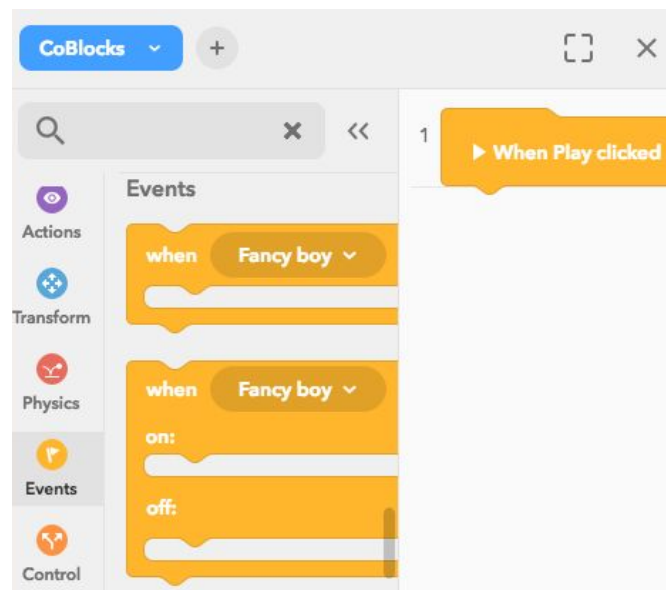 CoBlocks
+
1
When Play clicked
Actions
Transform
Physics
Events
Control
Events
when Fancy boy
when Fancy boy
on:
off: